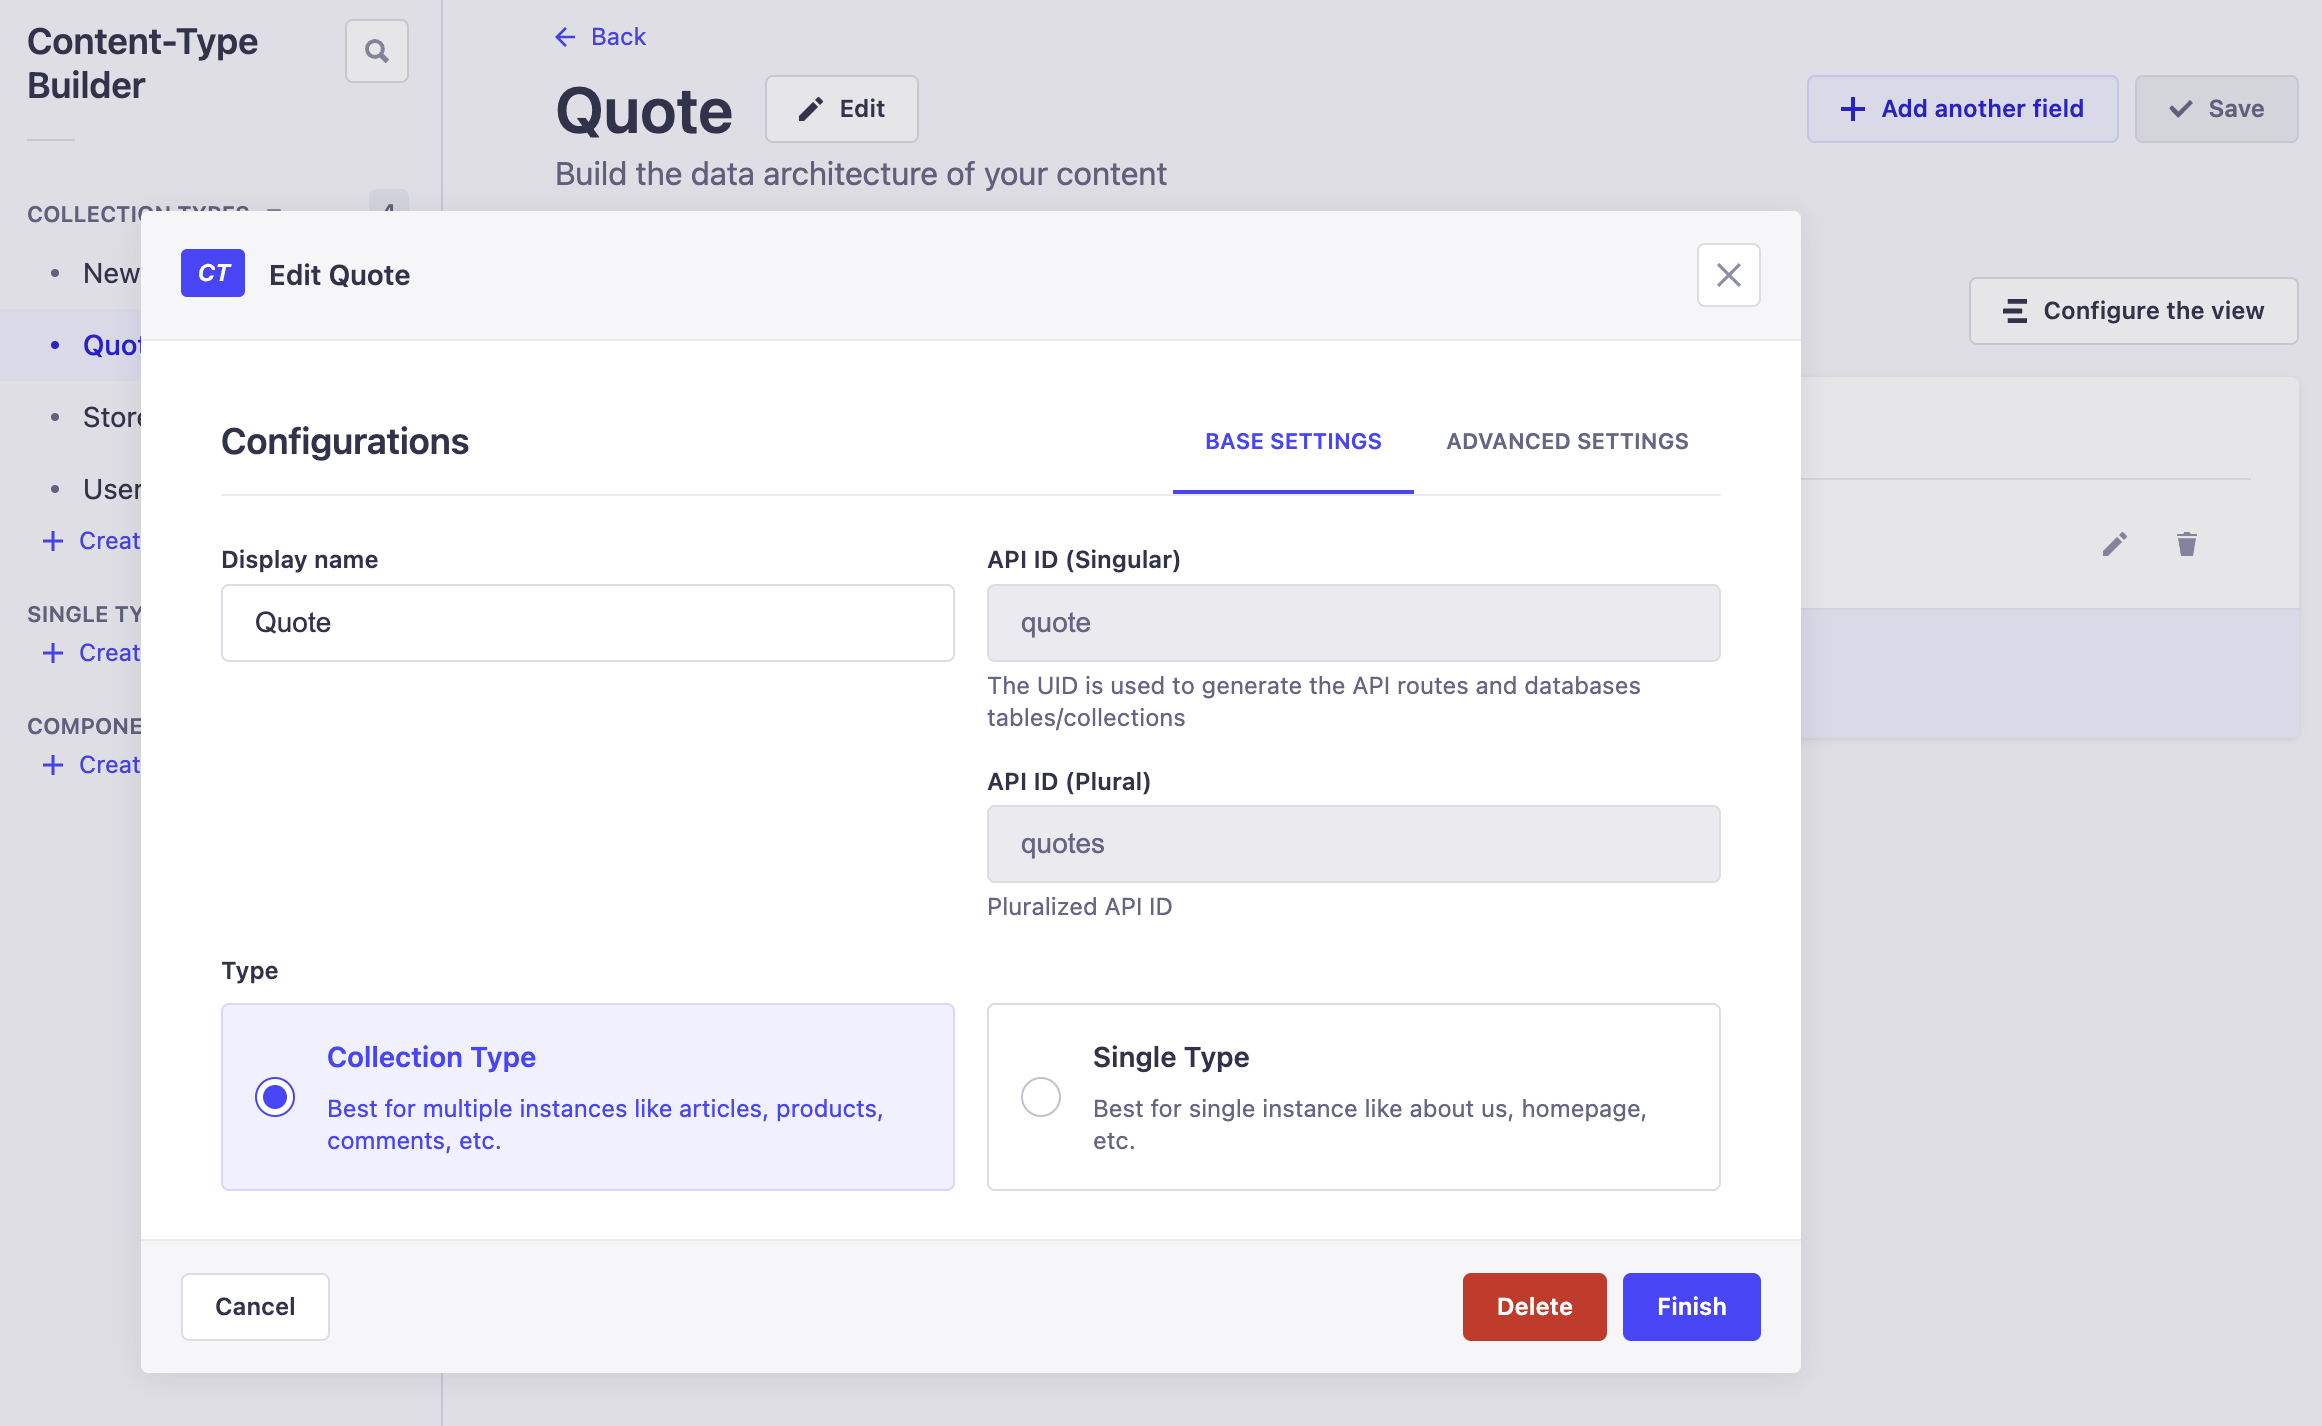 Content-Type
Builder
COLLECTION TYPES
New
Quot
Store
User
Creat
SINGLE TY
Creat
COMPONE
Creat
Back
Quote
Edit
Build the data architecture of your content
Add another field
Save
Configure the view
CT
Edit Quote
Configurations
BASE SETTINGS
ADVANCED SETTINGS
Display name
Quote
API ID (Singular)
quote
The UID is used to generate the API routes and databases
tables/collections
API ID (Plural)
quotes
Pluralized API ID
Type
Collection Type
Best for multiple instances like articles, products,
comments, etc.
Single Type
Best for single instance like about us, homepage,
etc.
Cancel
Delete
Finish